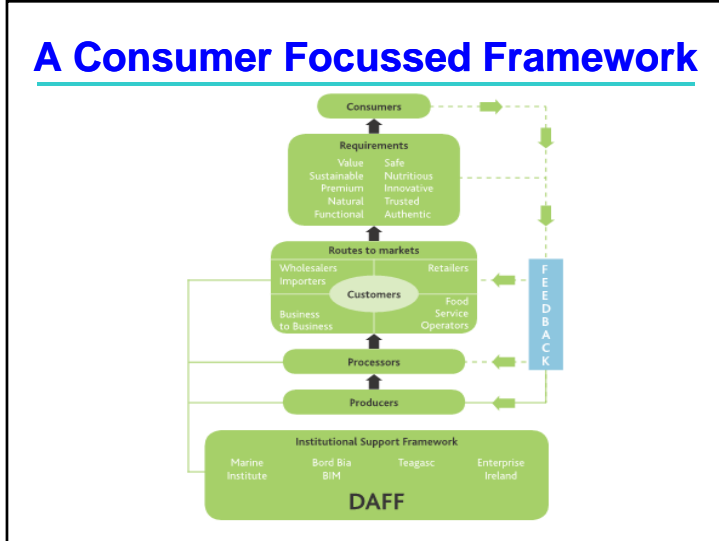 A Consumer Focussed Framework
Consumers
Requirements
Value Safe
Sustainable Nutritious
Premium Innovative
Natural Trusted
Functional Authentic
Routes to markets
Wholesalers
Importers
Retailers
Customers
Business
to Business
Food
Service
Operators
FEEDBACK
Processors
Producers
Institutional Support Framework
Marine
Institute
Bord Bia
BIM
Teagasc
Enterprise
Ireland
DAFF